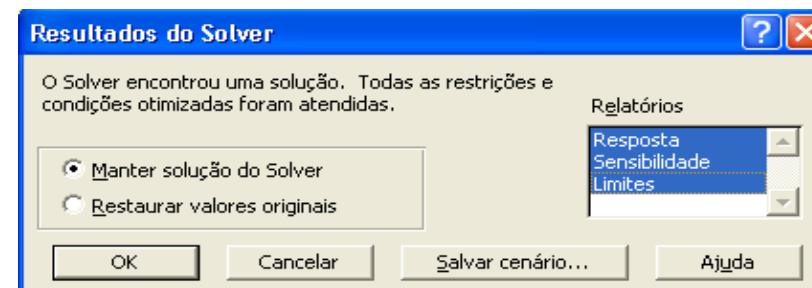 Resultados do Solver
O Solver encontrou uma solução. Todas as restrições e
condições otimizadas foram atendidas.
Relatórios
Resposta
Sensibilidade
Limites
Manter solução do Solver
Restaurar valores originais
OK
Cancelar
Salvar cenário...
Ajuda